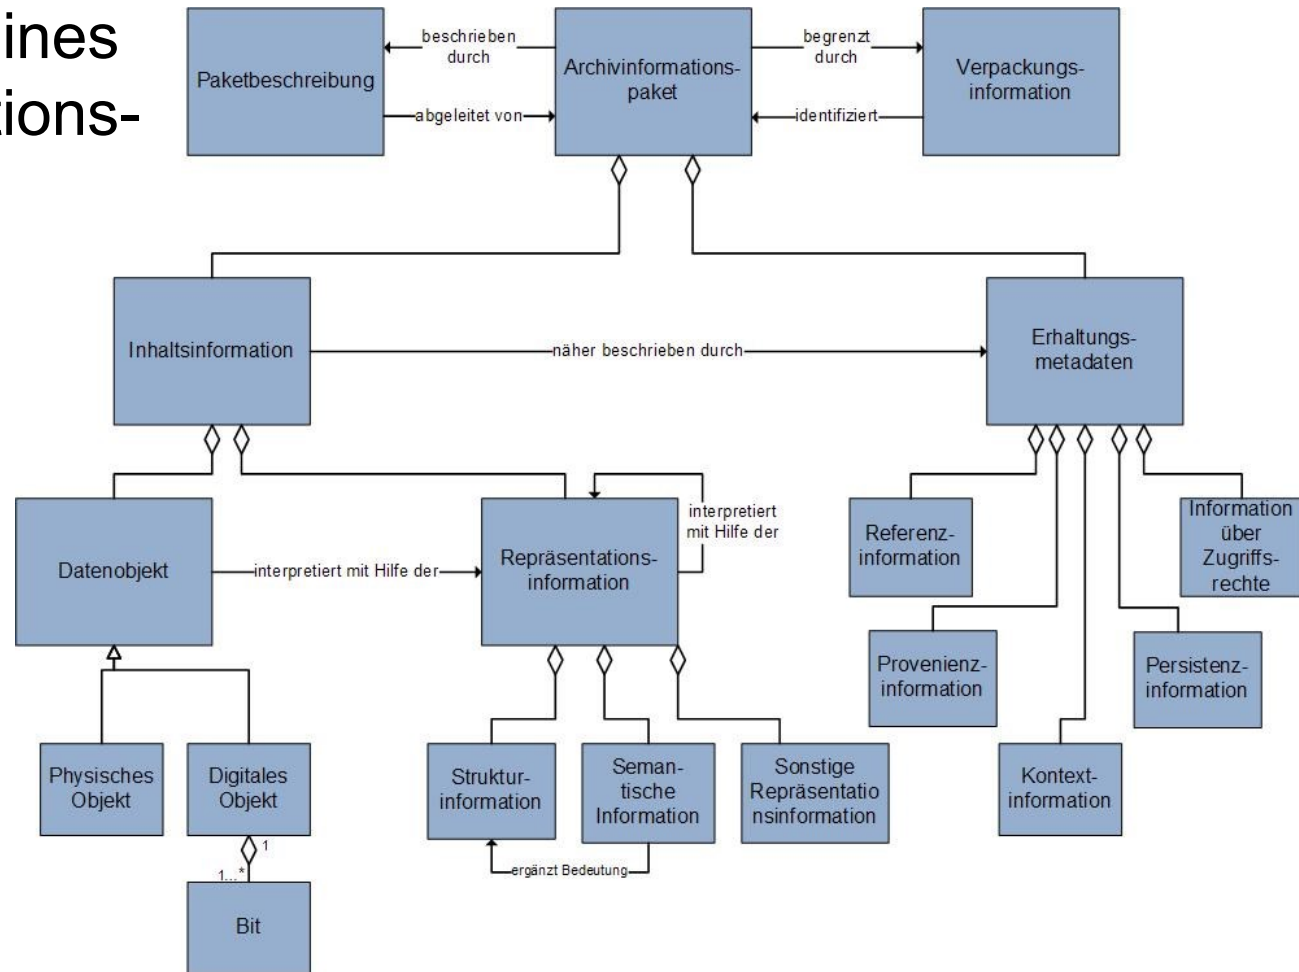 ines
tions-
Paketbeschreibung
beschrieben
durch
abgeleitet von
Archivinformations-
paket
begrenzt
durch
identifiziert
Verpackungs-
information
Inhaltsinformation
näher beschrieben durch
Erhaltungs-
metadaten
Datenobjekt
interpretiert mit Hilfe der
Repräsentations-
information
interpretiert
mit Hilfe der
Referenz-
information
Information
über
Zugriffs-
rechte
Provenienz-
information
Persistenz-
information
Physisches
Objekt
Digitales
Objekt
Struktur-
information
Seman-
tische
Information
Sonstige
Repräsentatio
nsinformation
Kontext-
information
1
1...*
ergänzt Bedeutung
Bit